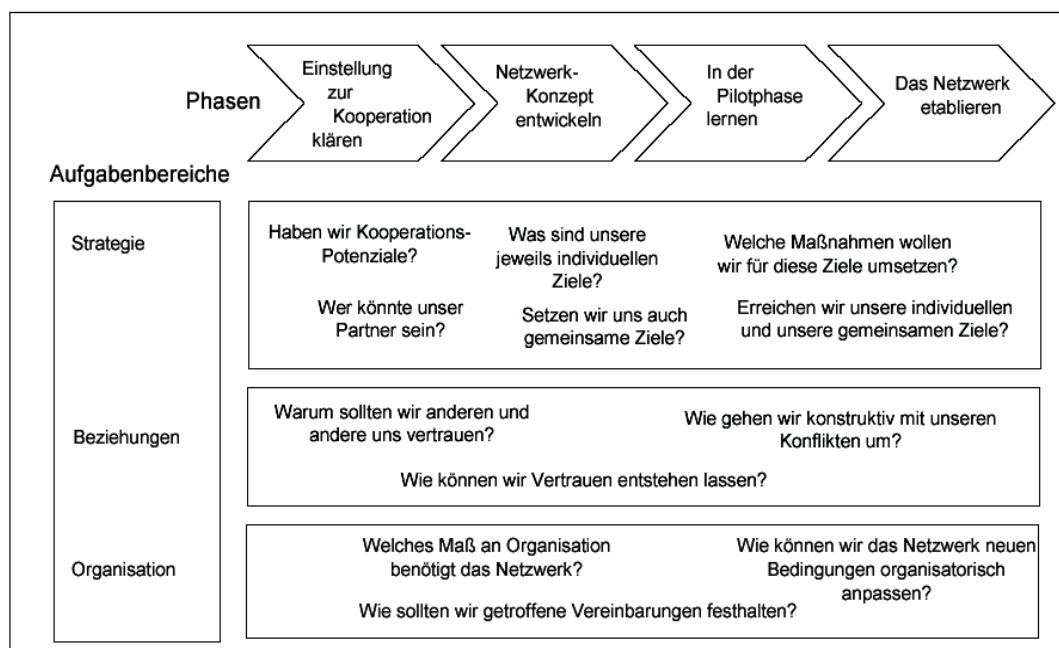 Phasen
Einstellung
zur
Kooperation
klären
Netzwerk-
Konzept
entwickeln
In der
Pilotphase
lernen
Das Netzwerk
etablieren
Aufgabenbereiche
Strategie
Haben wir Kooperations-
Potenziale?
Wer könnte unser
Partner sein?
Was sind unsere
jeweils individuellen
Ziele?
Setzen wir uns auch
gemeinsame Ziele?
Welche Maßnahmen wollen
wir für diese Ziele umsetzen?
Erreichen wir unsere individuellen
und unsere gemeinsamen Ziele?
Beziehungen
Warum sollten wir anderen und
andere uns vertrauen?
Wie gehen wir konstruktiv mit unseren
Konflikten um?
Wie können wir Vertrauen entstehen lassen?
Organisation
Welches Maß an Organisation
benötigt das Netzwerk?
Wie können wir das Netzwerk neuen
Bedingungen organisatorisch
anpassen?
Wie sollten wir getroffene Vereinbarungen festhalten?